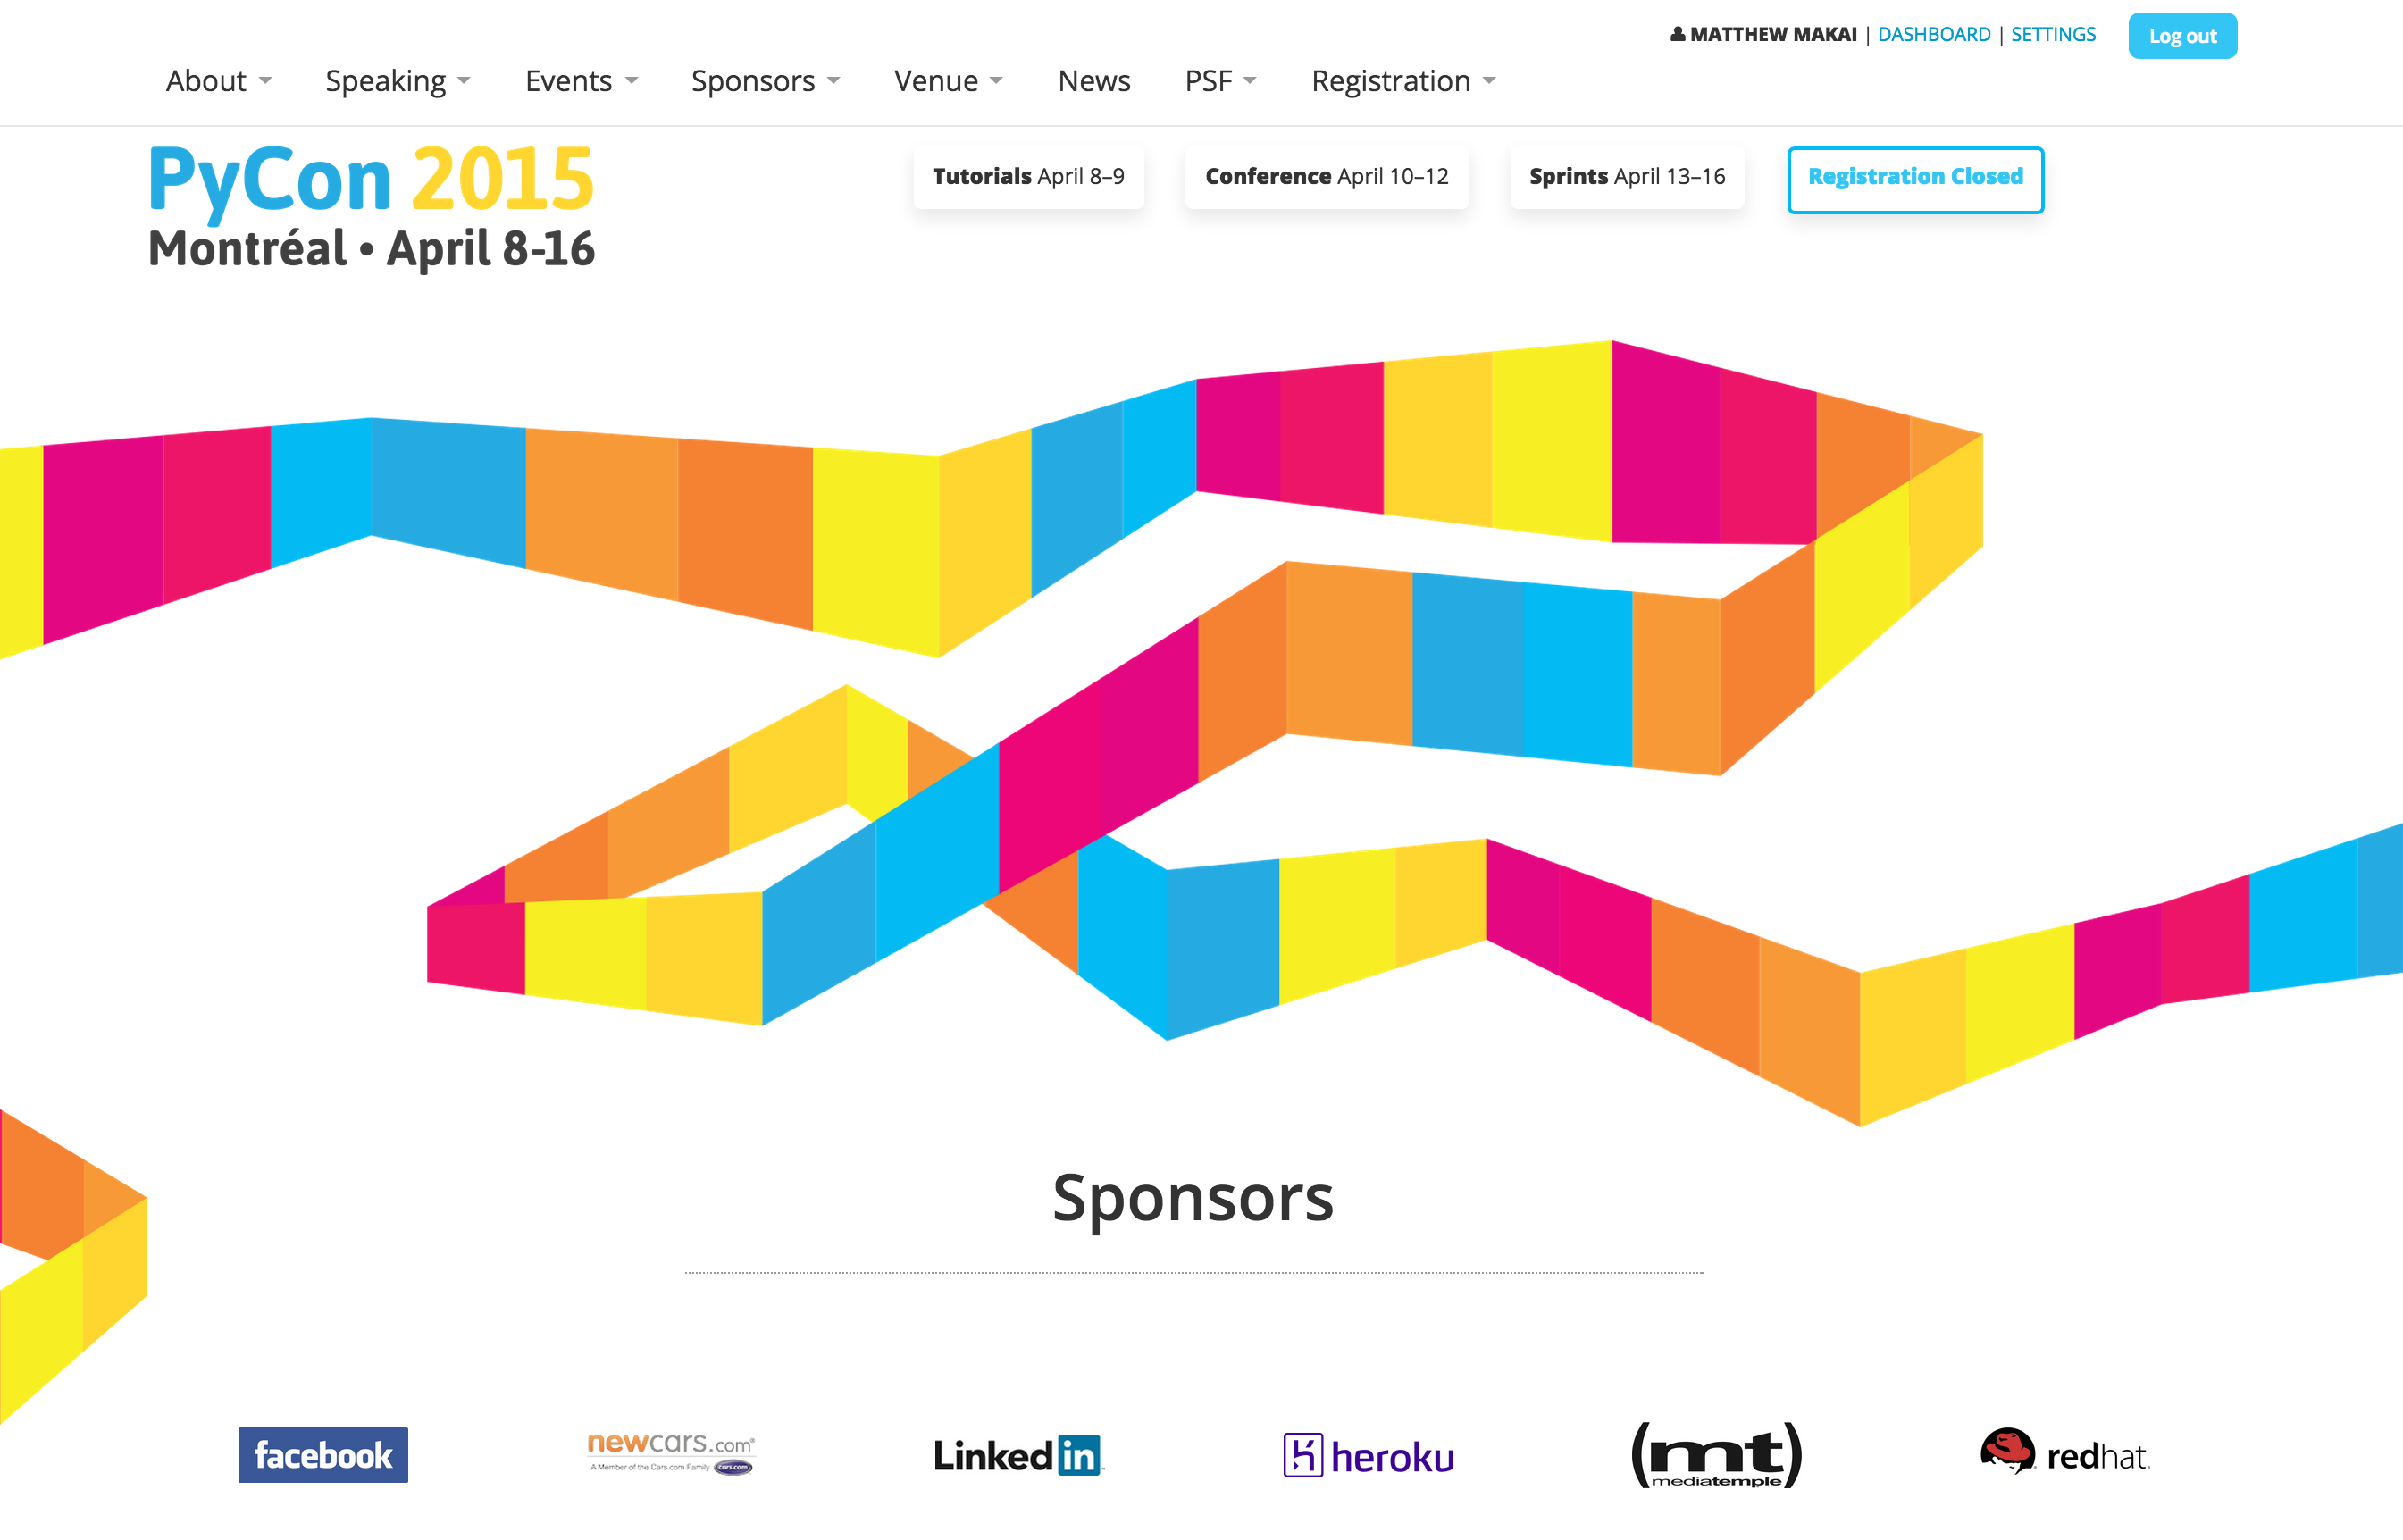 MATTHEW MAKAI | DASHBOARD | SETTINGS Log out
About Speaking Events Sponsors Venue News PSF Registration
PyCon 2015
Montréal • April 8-16
Tutorials April 8–9
Conference April 10–12
Sprints April 13–16
Registration Closed
Sponsors
facebook
newcars.com®
A Member of the Cars.com Family cars.com
Linked in
heroku
(mt)
mediatemple
redhat.